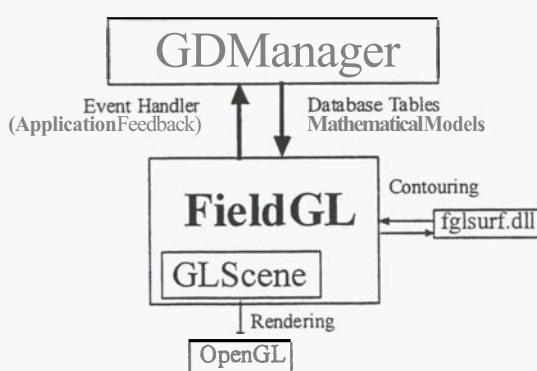 GDManager
Event Handler
(ApplicationFeedback)
Database Tables
MathematicalModels
FieldGL
Contouring
fglsurf.dll
GLScene
Rendering
OpenGL